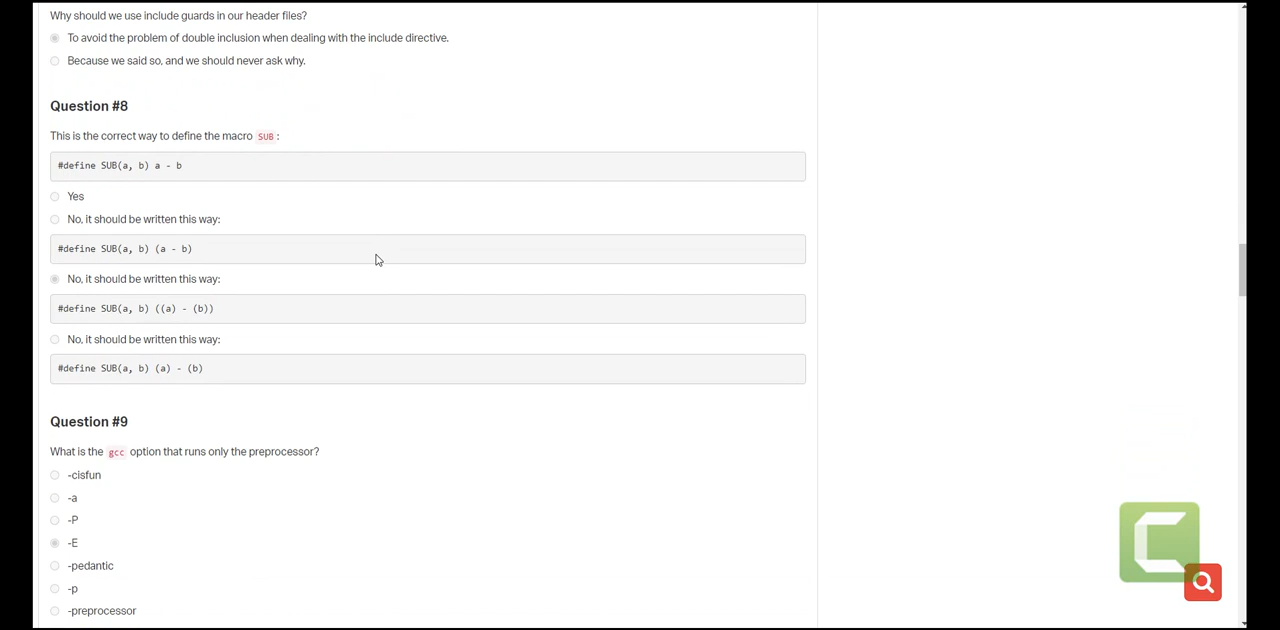 Why should we use include guards in our header files?
To avoid the problem of double inclusion when dealing with the include directive.
Because we said so, and we should never ask why.
Question #8
This is the correct way to define the macro SUB :
#define SUB(a, b) a - b
Yes
No, it should be written this way:
#define SUB(a, b) (a - b)
No, it should be written this way:
#define SUB(a, b) ((a) - (b))
No, it should be written this way:
#define SUB(a, b) (a) - (b)
Question #9
What is the gcc option that runs only the preprocessor?
-cisfun
-a
-P
-E
-pedantic
-p
-preprocessor